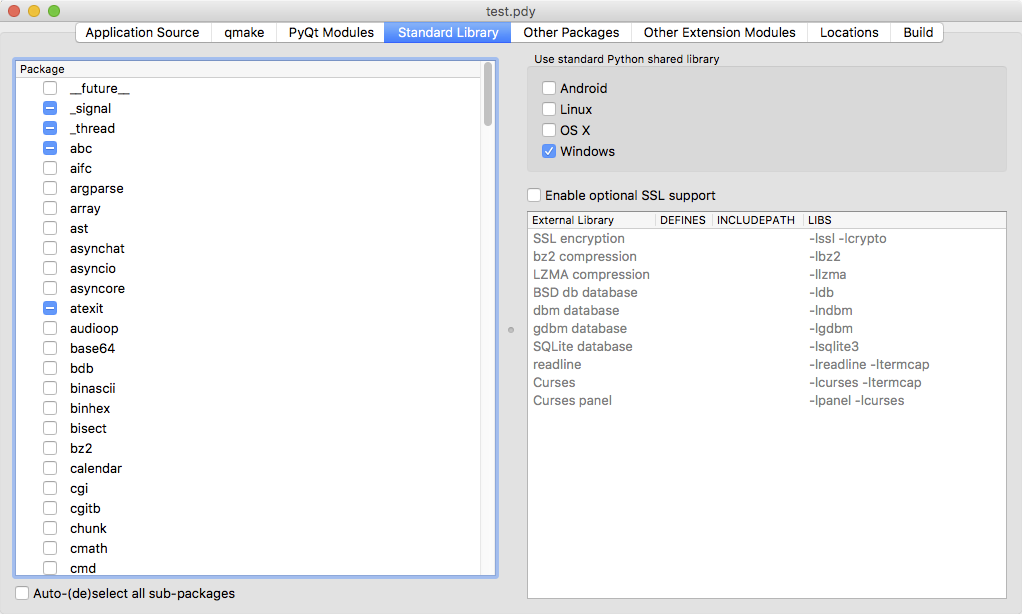 test.pdy
Application Source qmake PyQt Modules Standard Library Other Packages Other Extension Modules Locations Build
Package
__future__
_signal
_thread
abc
aifc
argparse
array
ast
asynchat
asyncio
asyncore
atexit
audioop
base64
bdb
binascii
binhex
bisect
bz2
calendar
cgi
cgitb
chunk
cmath
cmd
Auto-(de)select all sub-packages
Use standard Python shared library
Android
Linux
OS X
Windows
Enable optional SSL support
External Library DEFINES INCLUDEPATH LIBS
SSL encryption -lssl -lcrypto
bz2 compression -lbz2
LZMA compression -llzma
BSD db database -ldb
dbm database -lndbm
gdbm database -lgdbm
SQLite database -lsqlite3
readline -lreadline -ltermcap
Curses -lcurses -ltermcap
Curses panel -lpanel -lcurses